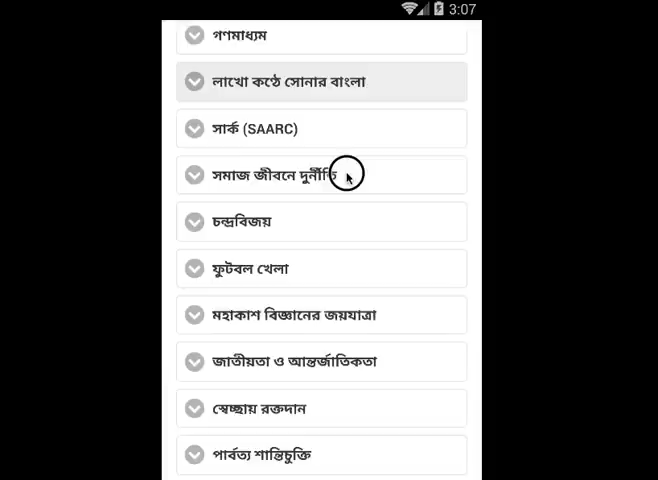 3:07
গণমাধ্যম
লাখো কণ্ঠে সোনার বাংলা
সার্ক (SAARC)
সমাজ জীবনে দুর্নীতি
চন্দ্রবিজয়
ফুটবল খেলা
মহাকাশ বিজ্ঞানের জয়যাত্রা
জাতীয়তা ও আন্তর্জাতিকতা
স্বেচ্ছায় রক্তদান
পার্বত্য শান্তিচুক্তি